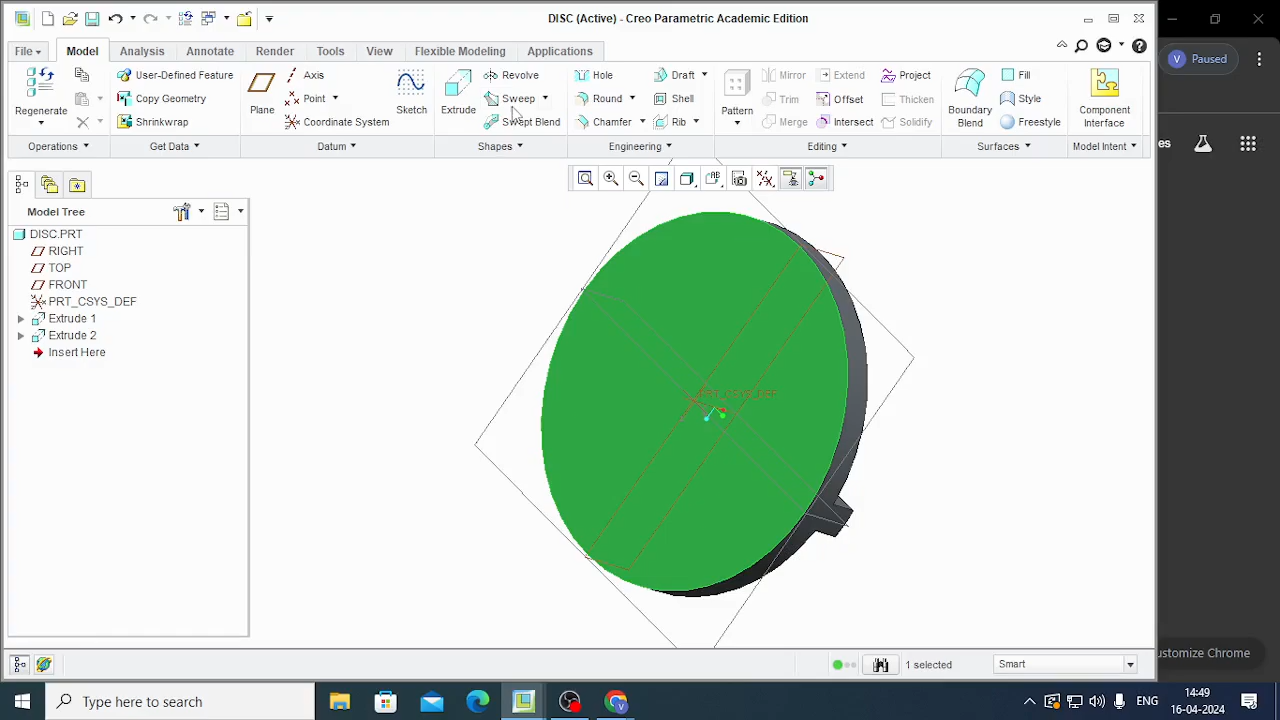 DISC (Active) - Creo Parametric Academic Edition
File Model Analysis Annotate Render Tools View Flexible Modeling Applications
Paused
Regenerate
User-Defined Feature
Copy Geometry
Shrinkwrap
Plane
Axis
Point
Coordinate System
Sketch
Extrude
Revolve
Sweep
Swept Blend
Hole
Round
Chamfer
Draft
Shell
Rib
Pattern
Mirror
Trim
Merge
Extend
Offset
Intersect
Project
Thicken
Solidify
Boundary
Blend
Fill
Style
Freestyle
Component
Interface
es
Operations Get Data Datum Shapes Engineering Editing Surfaces Model Intent
Model Tree
DISC.PRT
RIGHT
TOP
FRONT
PRT_CSYS_DEF
Extrude 1
Extrude 2
Insert Here
PRT_CSYS_DEF
ustomize Chrome
1 selected
Smart
Type here to search
ENG
14:49
16-04-2024
V
V